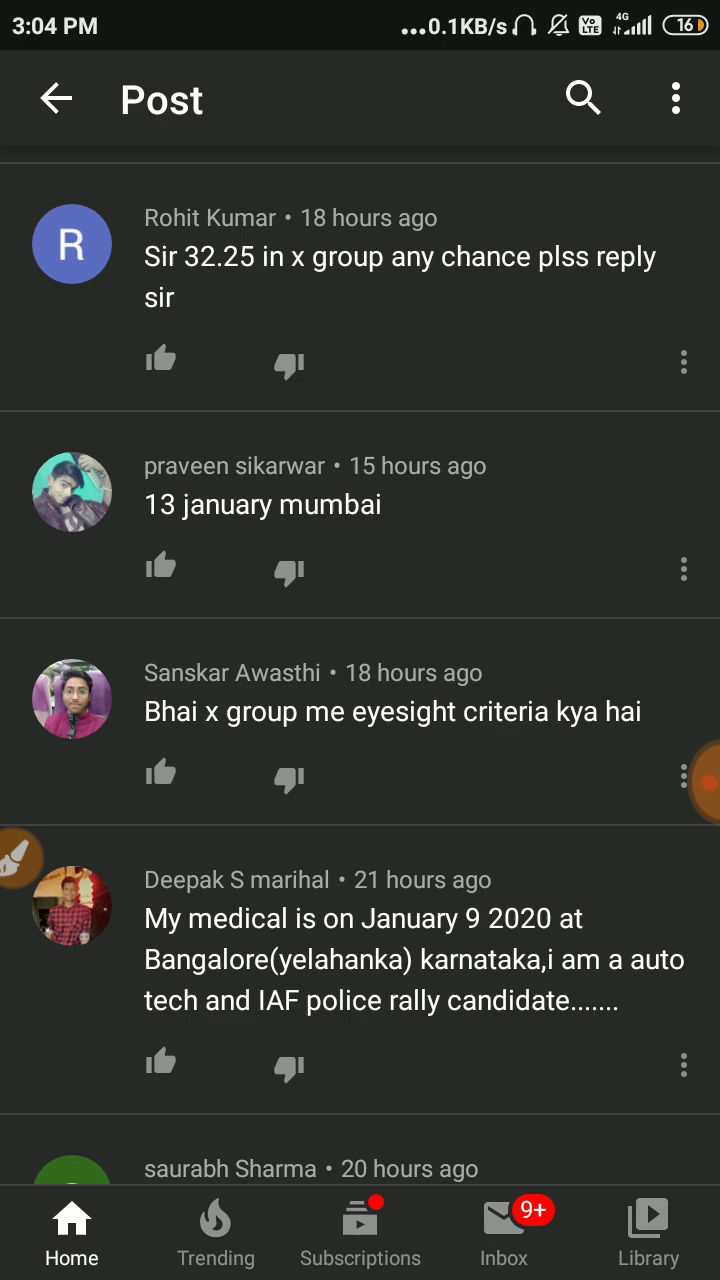 3:04 PM
...0.1KB/s
Vo
LTE
4G
16
Post
R
Rohit Kumar • 18 hours ago
Sir 32.25 in x group any chance plss reply
sir
praveen sikarwar • 15 hours ago
13 january mumbai
Sanskar Awasthi • 18 hours ago
Bhai x group me eyesight criteria kya hai
Deepak S marihal • 21 hours ago
My medical is on January 9 2020 at
Bangalore(yelahanka) karnataka,i am a auto
tech and IAF police rally candidate.......
saurabh Sharma • 20 hours ago
9+
Home
Trending
Subscriptions
Inbox
Library